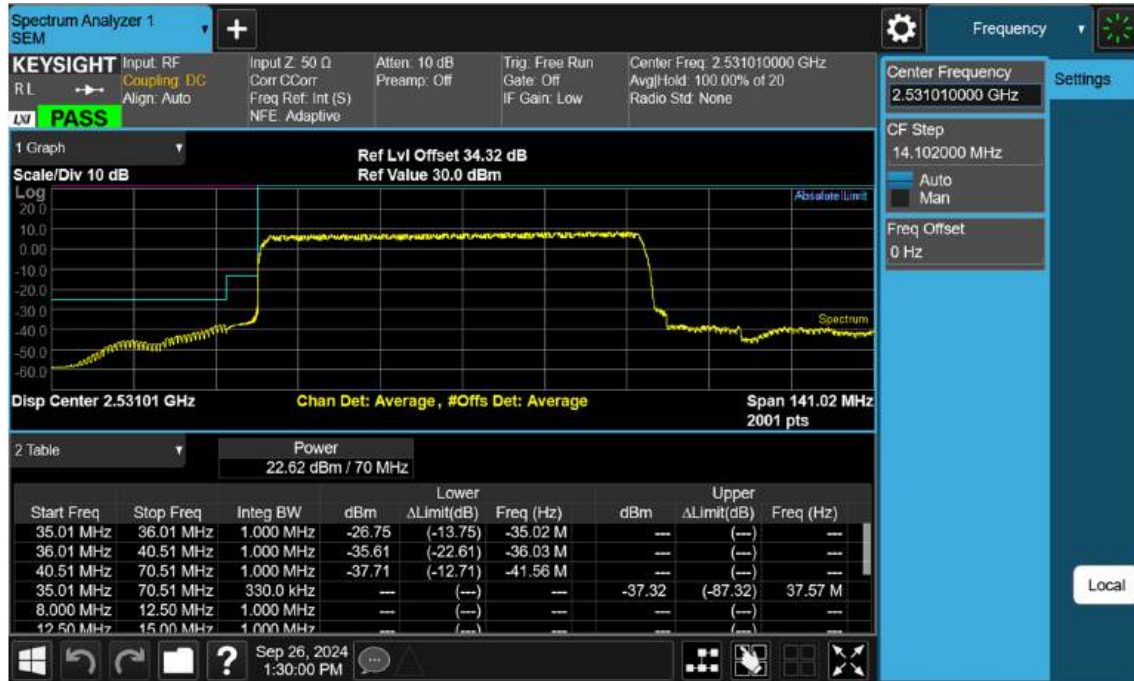 Spectrum Analyzer 1
SEM
Frequency
KEYSIGHT
R L
LXI
PASS
Input: RF
Coupling: DC
Align: Auto
Input Z: 50 Ω
Corr CCorr
Freq Ref: Int (S)
NFE: Adaptive
Atten: 10 dB
Preamp: Off
Trig: Free Run
Gate: Off
IF Gain: Low
Center Freq: 2.531010000 GHz
Avg|Hold: 100.00% of 20
Radio Std: None
Center Frequency
2.531010000 GHz
Settings
CF Step
14.102000 MHz
Auto
Man
Freq Offset
0 Hz
Local
1 Graph
Scale/Div 10 dB
Ref Lvl Offset 34.32 dB
Ref Value 30.0 dBm
Log
20.0
10.0
0.00
-10.0
-20.0
-30.0
-40.0
-50.0
-60.0
Absolute Limit
Spectrum
Disp Center 2.53101 GHz
Chan Det: Average, #Offs Det: Average
Span 141.02 MHz
2001 pts
2 Table
Power
22.62 dBm / 70 MHz
Lower Upper
Start Freq Stop Freq Integ BW dBm ΔLimit(dB) Freq (Hz) dBm ΔLimit(dB) Freq (Hz)
35.01 MHz 36.01 MHz 1.000 MHz -26.75 (-13.75) -35.02 M --- (---) ---
36.01 MHz 40.51 MHz 1.000 MHz -35.61 (-22.61) -36.03 M --- (---) ---
40.51 MHz 70.51 MHz 1.000 MHz -37.71 (-12.71) -41.56 M --- (---) ---
35.01 MHz 70.51 MHz 330.0 kHz --- (---) --- -37.32 (-87.32) 37.57 M
8.000 MHz 12.50 MHz 1.000 MHz --- (---) --- --- (---) ---
12.50 MHz 15.00 MHz 1.000 MHz --- (---) --- --- (---) ---
Sep 26, 2024
1:30:00 PM